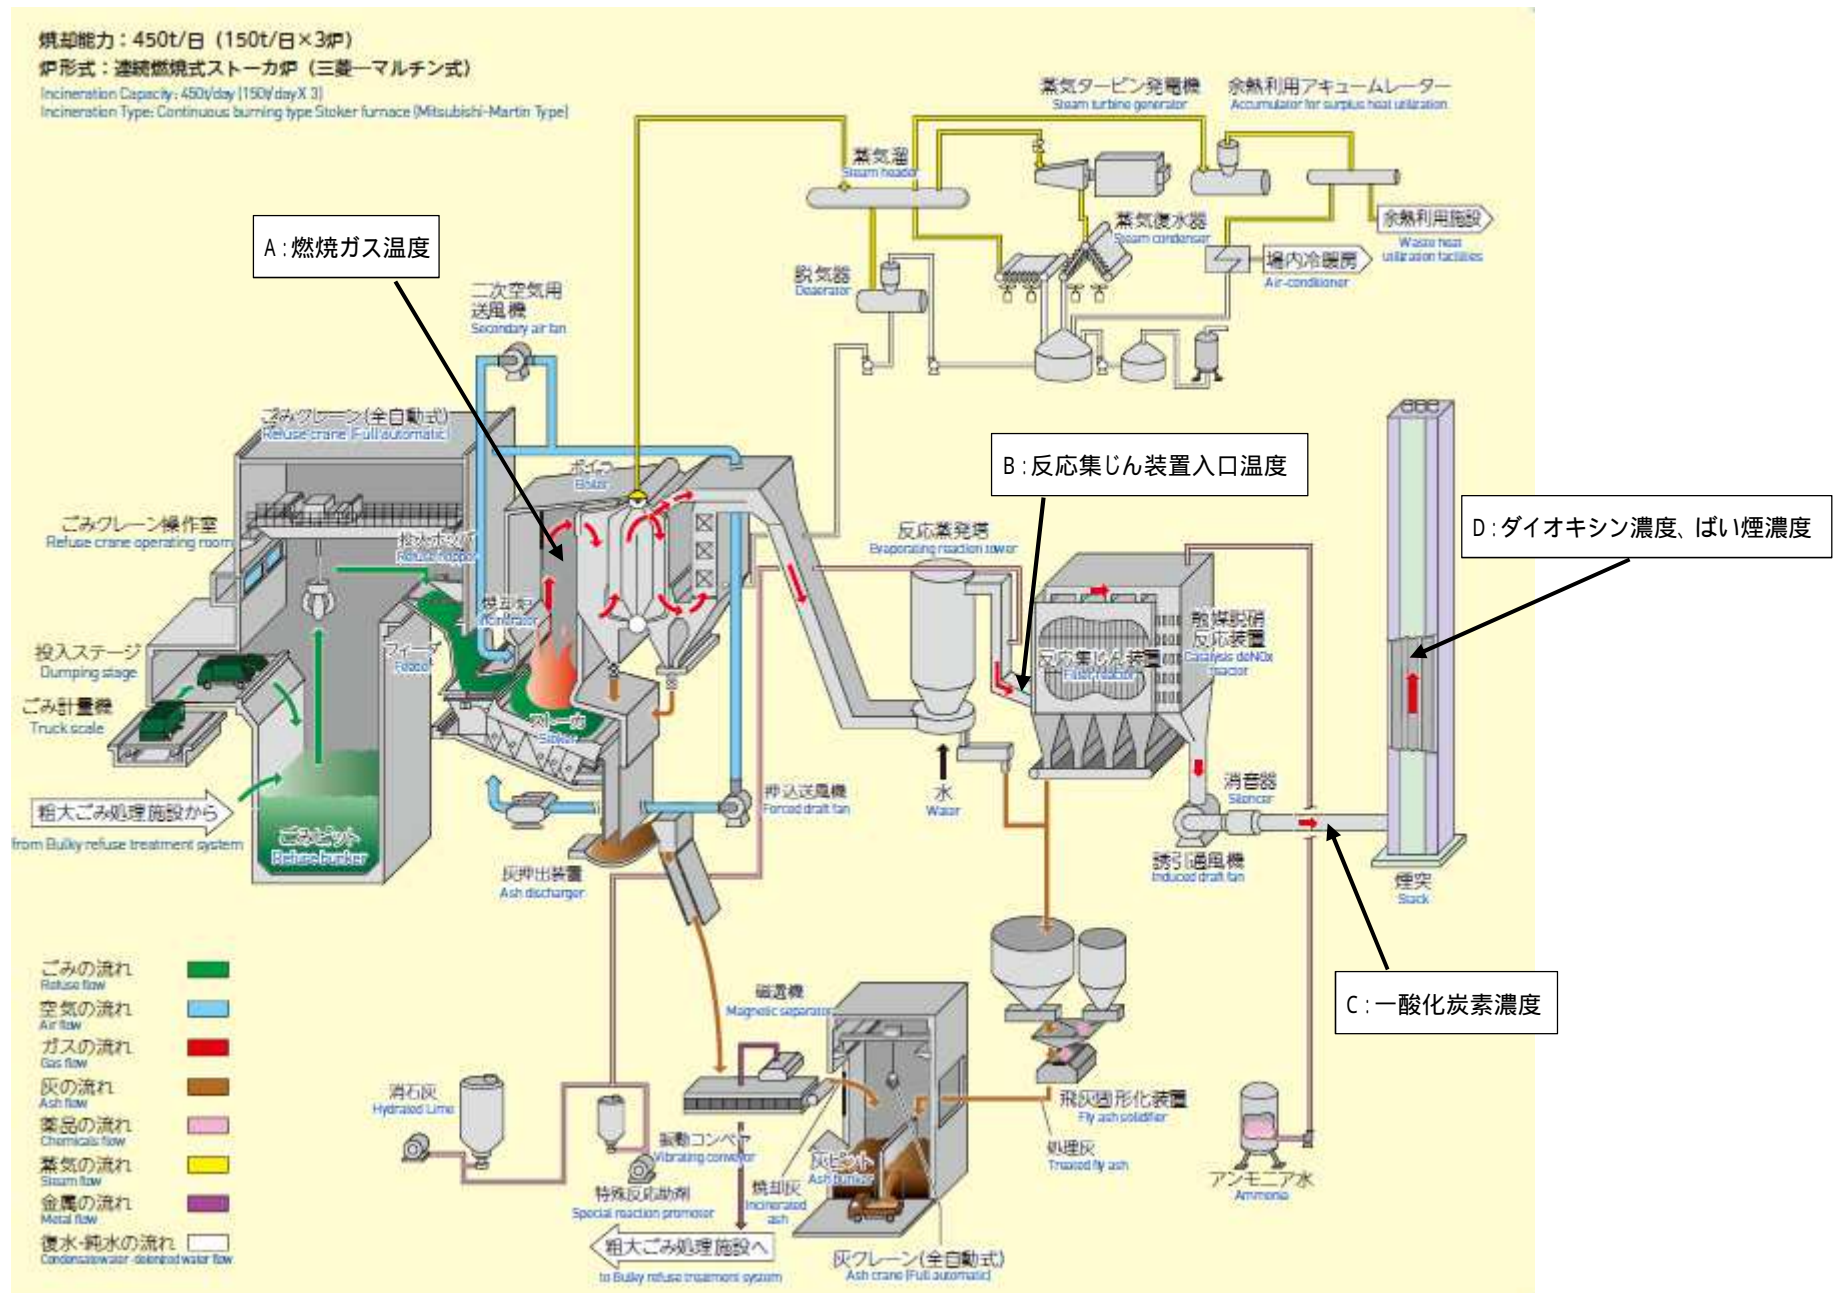 焼却能力：450t/日（150t/日×3炉）
炉形式：連続燃焼式ストーカ炉（三菱ーマルチン式）
Incineration Capacity: 450t/day (150t/day X 3)
Incineration Type: Continuous burning type Stoker furnace (Mitsubishi-Martin Type)
蒸気タービン発電機
Steam turbine generator
余熱利用アキュームレーター
Accumulator for surplus heat utilization
蒸気溜
Steam header
A：燃焼ガス温度
蒸気復水器
Steam condenser
余熱利用施設
Waste heat
utilization facilities
場内冷暖房
Air-conditioner
脱気器
Deaerator
二次空気用
送風機
Secondary air fan
ごみクレーン(全自動式)
Refuse crane (Full automatic)
ボイラ
Boiler
B：反応集じん装置入口温度
D：ダイオキシン濃度、ばい煙濃度
ごみクレーン操作室
Refuse crane operating room
投入ホッパ
Refuse hopper
反応蒸発塔
Evaporating reaction tower
焼却炉
Incinerator
触媒脱硝
反応装置
Catalysis deNOx
reactor
反応集じん装置
Filter reactor
投入ステージ
Dumping stage
フィーダ
Feeder
ごみ計量機
Truck scale
ストーカ
Stoker
粗大ごみ処理施設から
from Bulky refuse treatment system
ごみピット
Refuse bunker
押込送風機
Forced draft fan
水
Water
消音器
Silencer
誘引通風機
Induced draft fan
灰押出装置
Ash discharger
煙突
Stack
C：一酸化炭素濃度
ごみの流れ
Refuse flow
空気の流れ
Air flow
ガスの流れ
Gas flow
灰の流れ
Ash flow
薬品の流れ
Chemicals flow
蒸気の流れ
Steam flow
金属の流れ
Metal flow
復水・純水の流れ
Condensate water · deionized water flow
磁選機
Magnetic separator
消石灰
Hydrated Lime
振動コンベヤ
Vibrating conveyor
特殊反応助剤
Special reaction promoter
焼却灰
Incinerated
ash
灰ピット
Ash bunker
飛灰固形化装置
Fly ash solidifier
処理灰
Treated fly ash
アンモニア水
Ammonia
粗大ごみ処理施設へ
to Bulky refuse treatment system
灰クレーン(全自動式)
Ash crane (Full automatic)